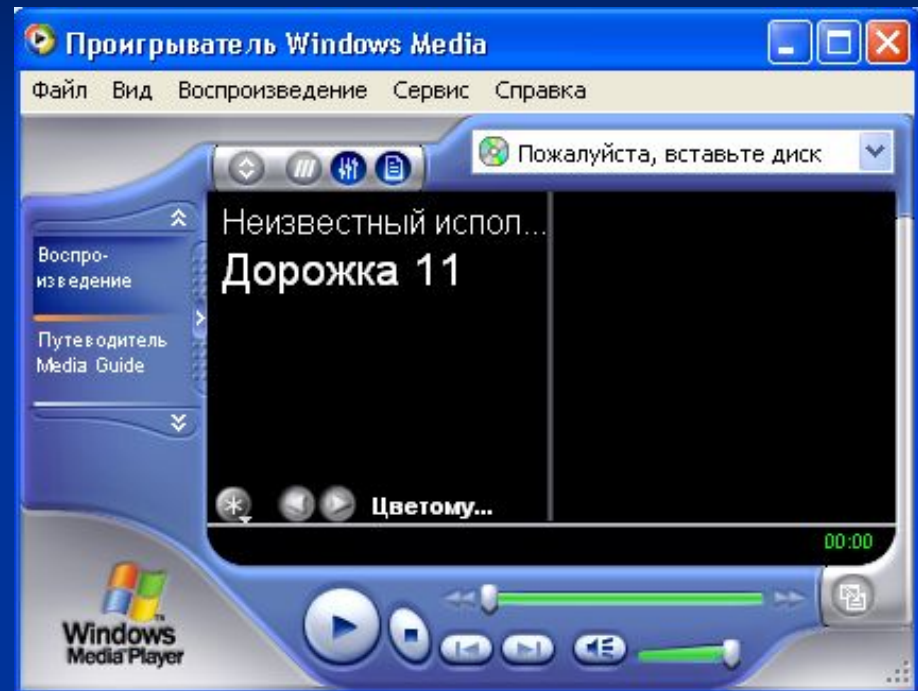 Проигрыватель Windows Media
Файл Вид Воспроизведение Сервис Справка
Пожалуйста, вставьте диск
Неизвестный испол...
Дорожка 11
Воспро-
изведение
Путеводитель
Media Guide
Цветому...
00:00
Windows
Media Player